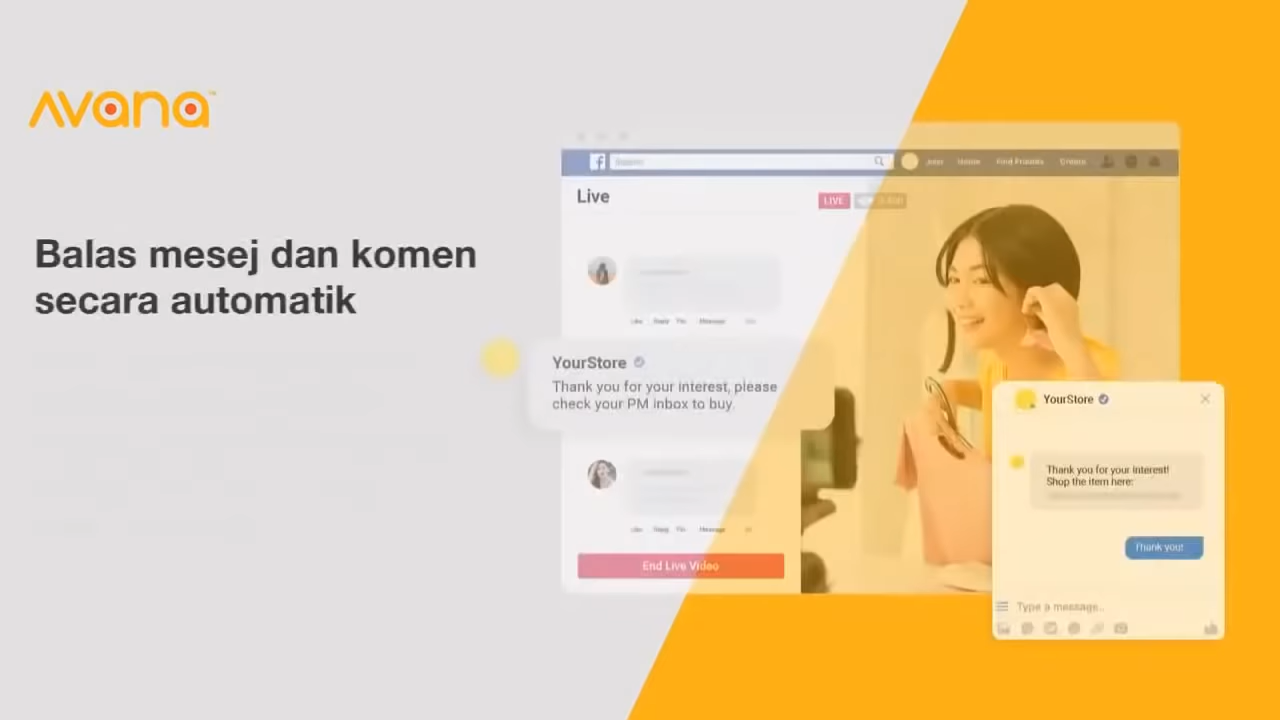 AVANA™
Balas mesej dan komen
secara automatik
Live
LIVE
YourStore
Thank you for your interest, please
check your PM inbox to buy.
End Live Video
YourStore
Thank you for your interest!
Shop the item here:
Thank you!
Type a message..